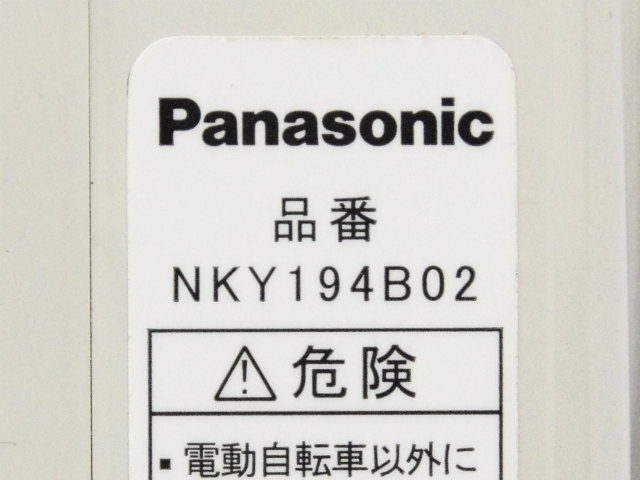 Panasonic
品番
NKY194B02
⚠危険
▪電動自転車以外に